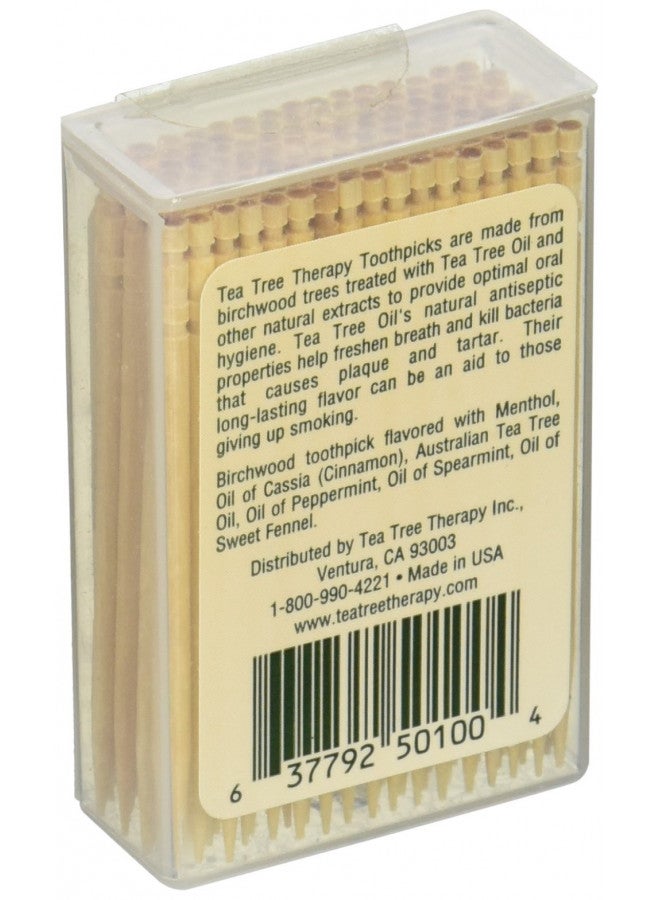 Tea Tree Therapy Toothpicks are made from
birchwood trees treated with Tea Tree Oil and
other natural extracts to provide optimal oral
hygiene. Tea Tree Oil's natural antiseptic
properties help freshen breath and kill bacteria
that causes plaque and tartar. Their
long-lasting flavor can be an aid to those
giving up smoking.
Birchwood toothpick flavored with Menthol,
Oil of Cassia (Cinnamon), Australian Tea Tree
Oil, Oil of Peppermint, Oil of Spearmint, Oil of
Sweet Fennel.
Distributed by Tea Tree Therapy Inc.,
Ventura, CA 93003
1-800-990-4221 • Made in USA
www.teatreetherapy.com
6 37792 50100 4